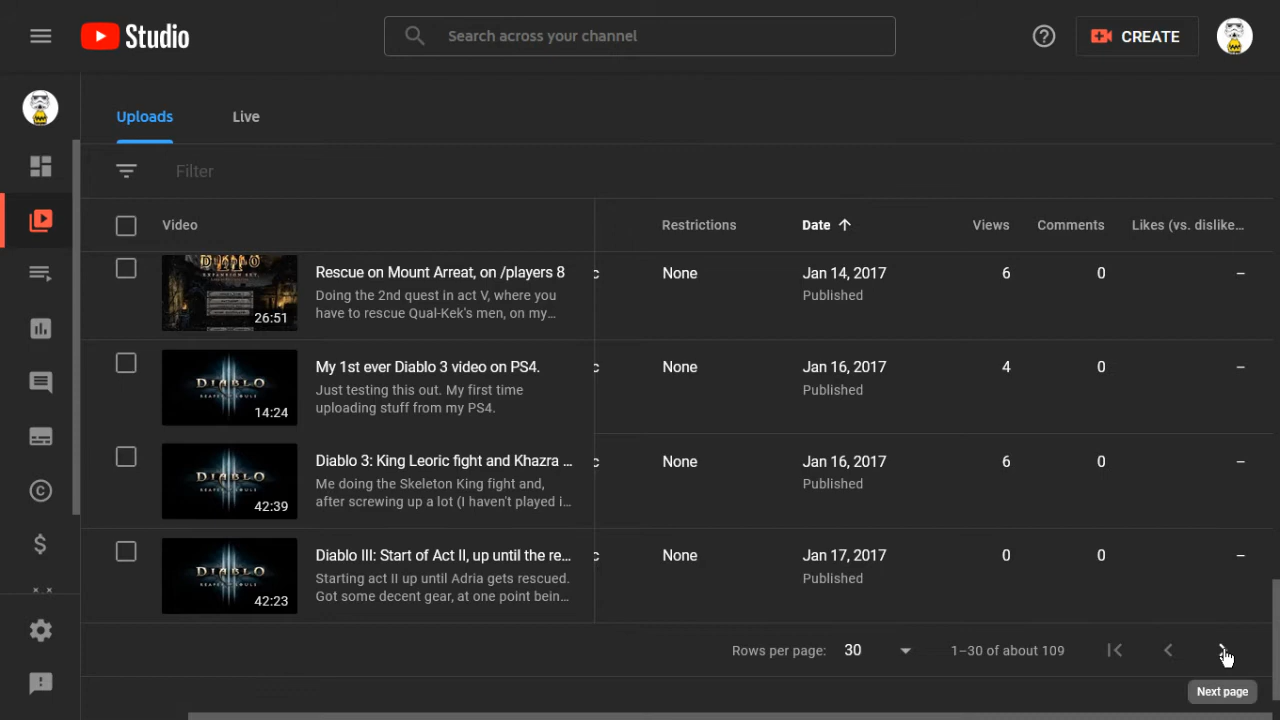 Studio
Search across your channel
CREATE
Uploads
Live
Filter
Video
Restrictions
Date
Views
Comments
Likes (vs. dislike...
26:51
Rescue on Mount Arreat, on /players 8
Doing the 2nd quest in act V, where you
have to rescue Qual-Kek's men, on my...
c
None
Jan 14, 2017
Published
6
0
–
DIABLO
14:24
My 1st ever Diablo 3 video on PS4.
Just testing this out. My first time
uploading stuff from my PS4.
c
None
Jan 16, 2017
Published
4
0
–
DIABLO
42:39
Diablo 3: King Leoric fight and Khazra ...
Me doing the Skeleton King fight and,
after screwing up a lot (I haven't played i...
c
None
Jan 16, 2017
Published
6
0
–
DIABLO
42:23
Diablo III: Start of Act II, up until the re...
Starting act II up until Adria gets rescued.
Got some decent gear, at one point bein...
c
None
Jan 17, 2017
Published
0
0
–
Rows per page:
30
1–30 of about 109
Next page